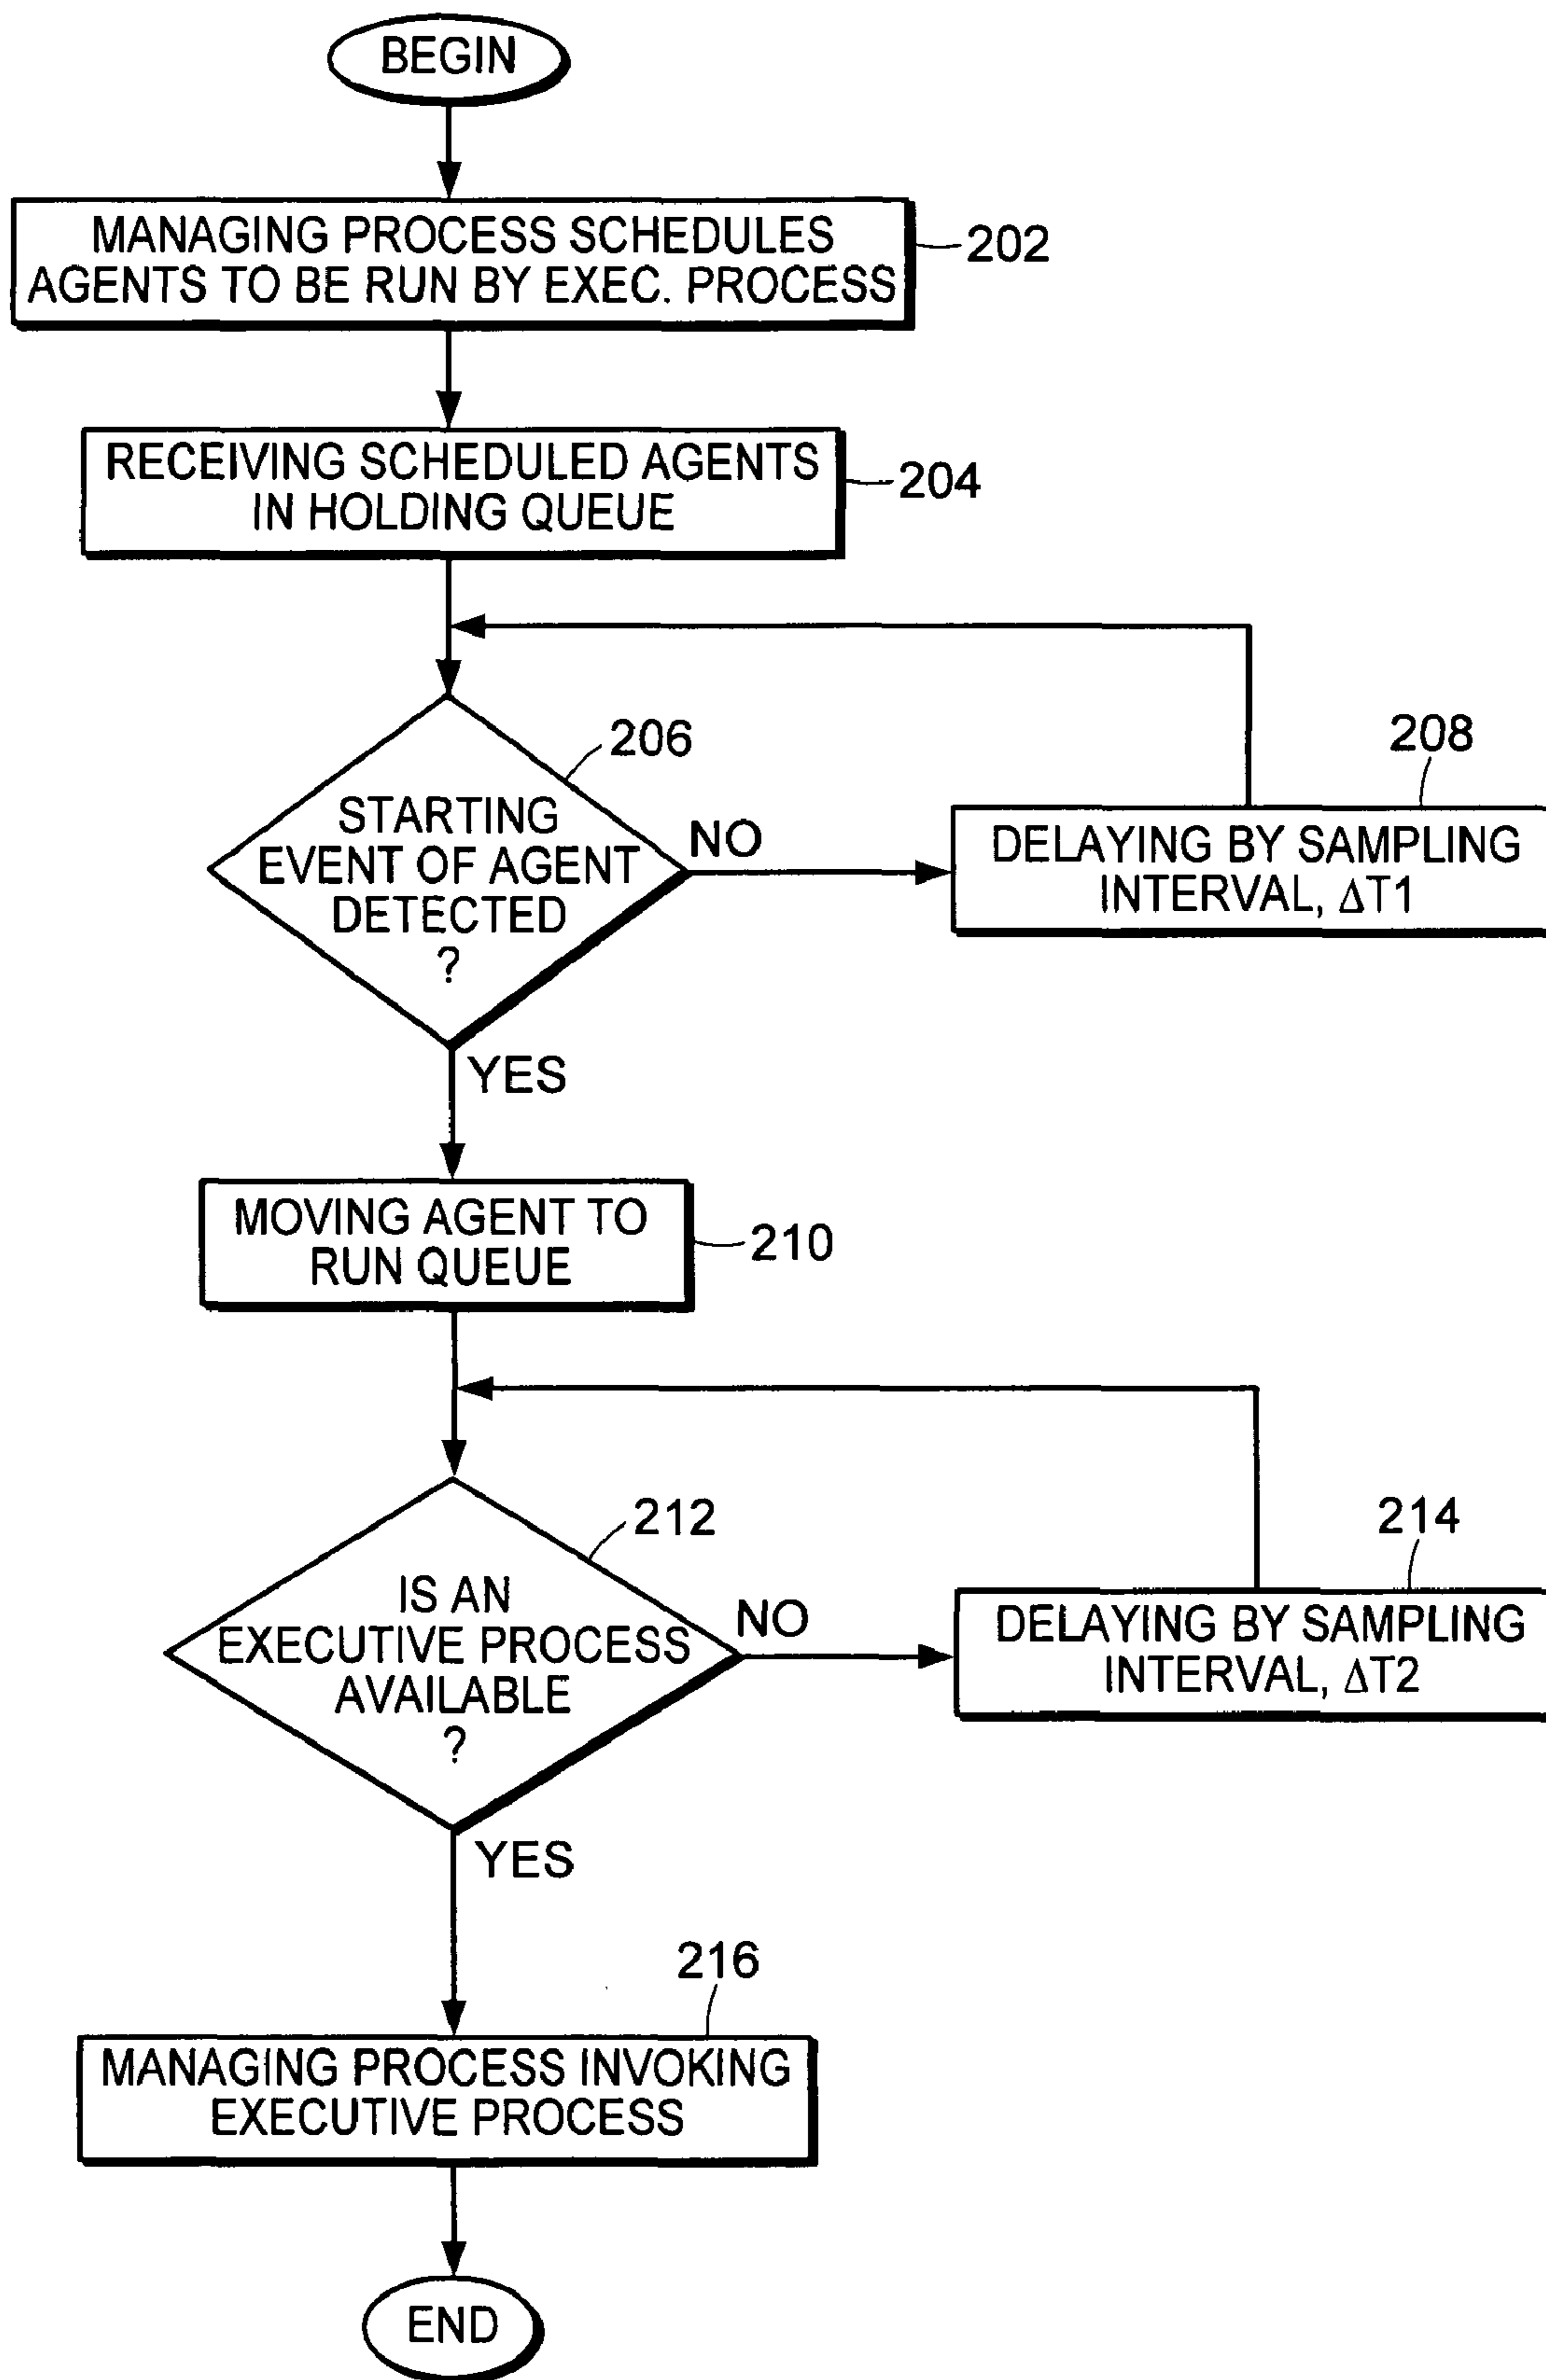 BEGIN
MANAGING PROCESS SCHEDULES
AGENTS TO BE RUN BY EXEC. PROCESS
202
RECEIVING SCHEDULED AGENTS
IN HOLDING QUEUE
204
206
STARTING
EVENT OF AGENT
DETECTED
?
NO
208
DELAYING BY SAMPLING
INTERVAL, ΔT1
YES
MOVING AGENT TO
RUN QUEUE
210
212
IS AN
EXECUTIVE PROCESS
AVAILABLE
?
NO
214
DELAYING BY SAMPLING
INTERVAL, ΔT2
YES
216
MANAGING PROCESS INVOKING
EXECUTIVE PROCESS
END